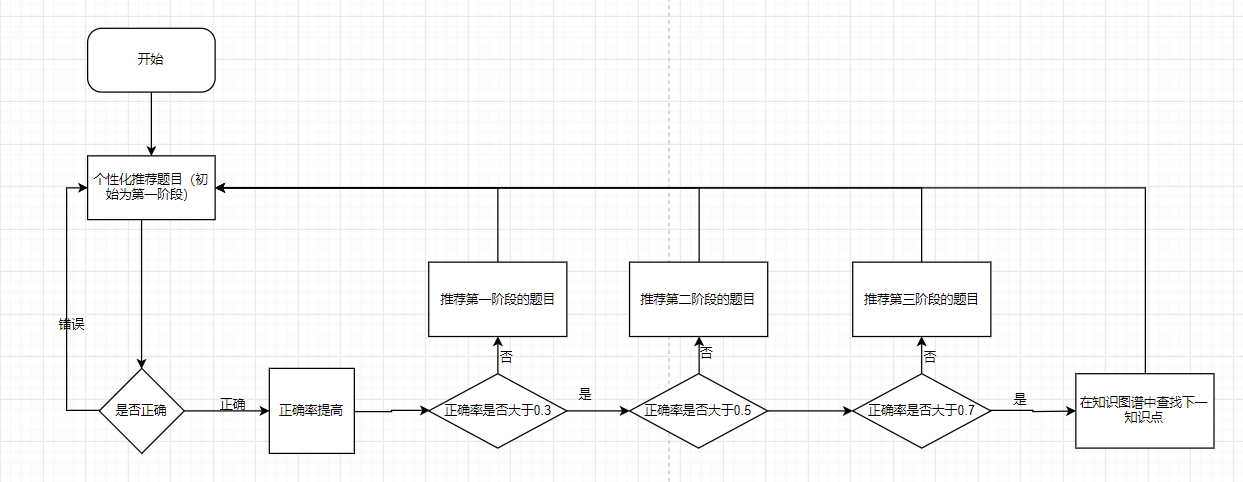 开始
个性化推荐题目（初
始为第一阶段）
推荐第一阶段的题目
推荐第二阶段的题目
推荐第三阶段的题目
错误
否
否
否
是否正确
正确
正确率提高
正确率是否大于0.3
是
正确率是否大于0.5
正确率是否大于0.7
是
在知识图谱中查找下一
知识点